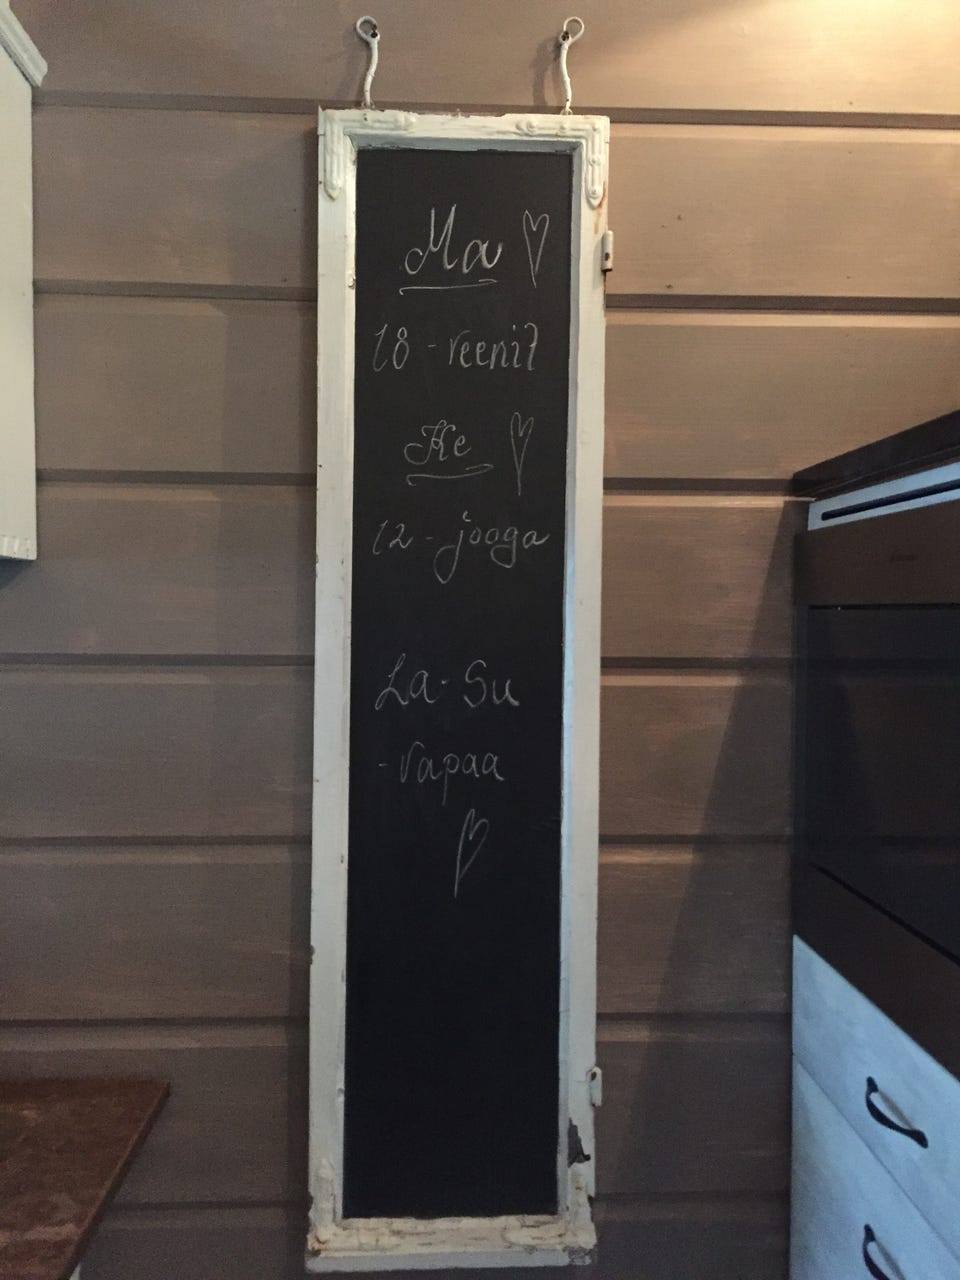 Ma
18 - reenit
Ke
12 - jooga
La - Su
- vapaa